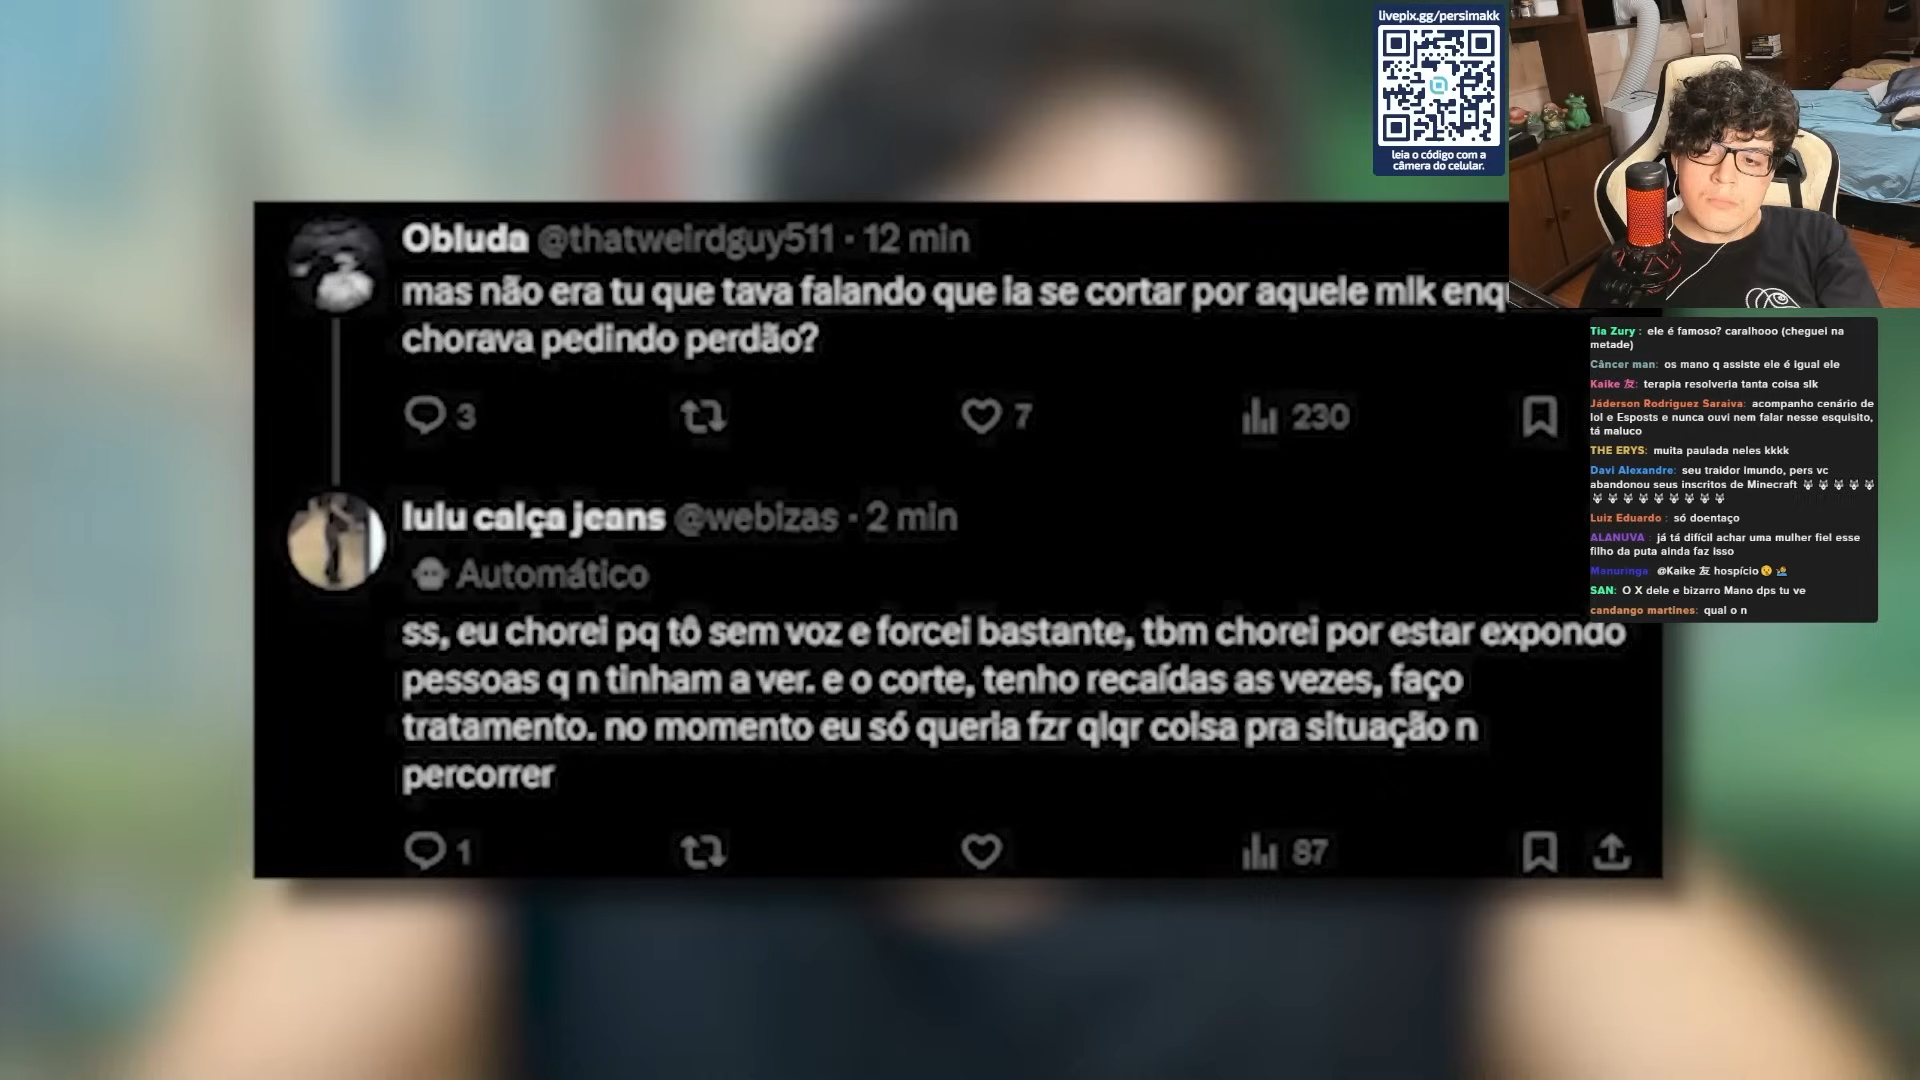 livepix.gg/persimakk
leia o código com a
câmera do celular.
Obluda @thatweirdguy511 · 12 min
mas não era tu que tava falando que ia se cortar por aquele mlk enq
chorava pedindo perdão?
3
7
230
lulu calça jeans @webizas · 2 min
Automático
ss, eu chorei pq tô sem voz e forcei bastante, tbm chorei por estar expondo
pessoas q n tinham a ver. e o corte, tenho recaídas as vezes, faço
tratamento. no momento eu só queria fzr qlqr coisa pra situação n
percorrer
1
87
Tia Zury : ele é famoso? caralhooo (cheguei na
metade)
Câncer man: os mano q assiste ele é igual ele
Kaike 友: terapia resolveria tanta coisa slk
Jáderson Rodriguez Saraiva: acompanho cenário de
lol e Esposts e nunca ouvi nem falar nesse esquisito,
tá maluco
THE ERYS: muita paulada neles kkkk
Davi Alexandre: seu traidor imundo, pers vc
abandonou seus inscritos de Minecraft
Luiz Eduardo : só doentaço
ALANUVA : já tá difícil achar uma mulher fiel esse
filho da puta ainda faz isso
Manuringa: @Kaike 友 hospício
SAN: O X dele e bizarro Mano dps tu ve
candango martines: qual o n